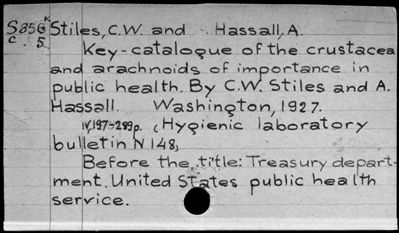 S856 K Stiles, C.W. and Hassall, A.
C. 5. Key-catalogue of the crustacea
and arachnoids of importance in
public health. By C.W. Stiles and A.
Hassall. Washington, 1927.
197-289p. (Hygienic laboratory
bulletin N 148)
Before the title: Treasury depart-
ment. United States public health
service.